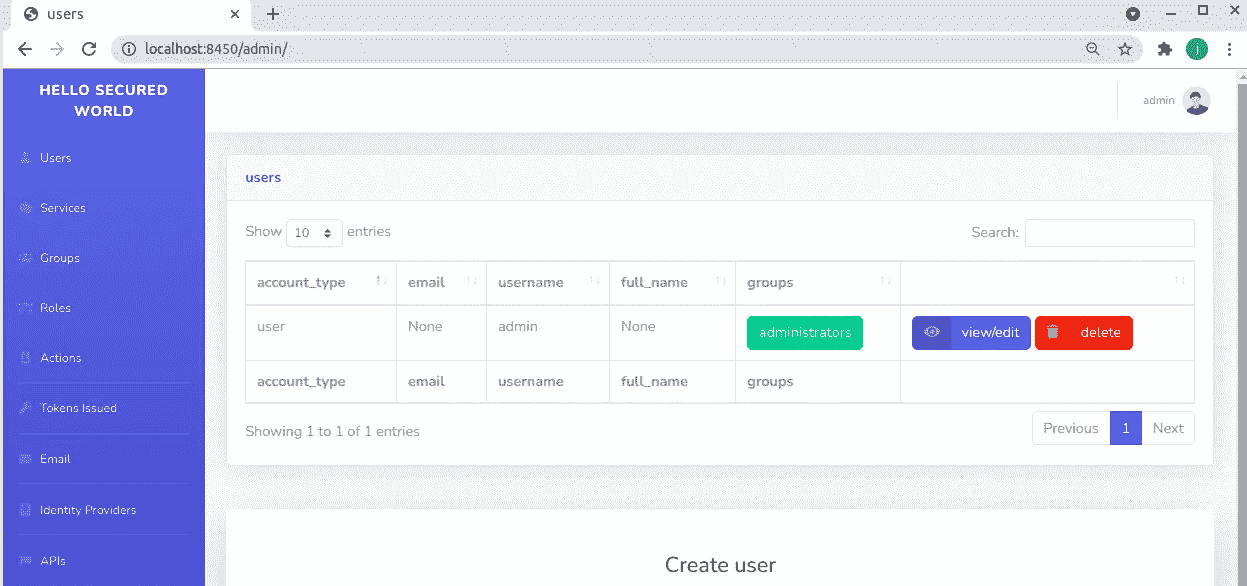 users
localhost:8450/admin/
HELLO SECURED
WORLD
admin
Users
Services
Groups
Roles
Actions
Tokens Issued
Email
Identity Providers
APIs
users
Show 10 entries
Search:
account_type email username full_name groups
user None admin None administrators view/edit delete
account_type email username full_name groups
Showing 1 to 1 of 1 entries
Previous 1 Next
Create user